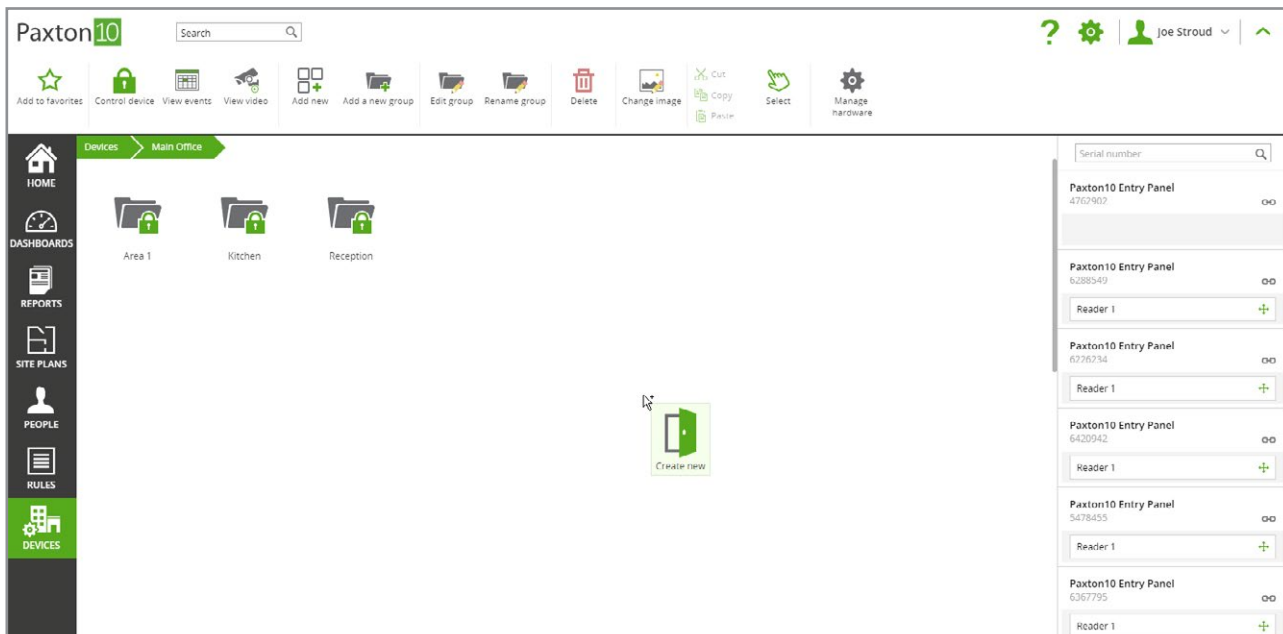 Paxton10
Search
Joe Stroud
Add to favorites
Control device
View events
View video
Add new
Add a new group
Edit group
Rename group
Delete
Change image
Cut
Copy
Paste
Select
Manage
hardware
HOME
DASHBOARDS
REPORTS
SITE PLANS
PEOPLE
RULES
DEVICES
Devices
Main Office
Area 1
Kitchen
Reception
Create new
Serial number
Paxton10 Entry Panel
4762902
Paxton10 Entry Panel
6288549
Reader 1
Paxton10 Entry Panel
6226234
Reader 1
Paxton10 Entry Panel
6420942
Reader 1
Paxton10 Entry Panel
5478455
Reader 1
Paxton10 Entry Panel
6367795
Reader 1